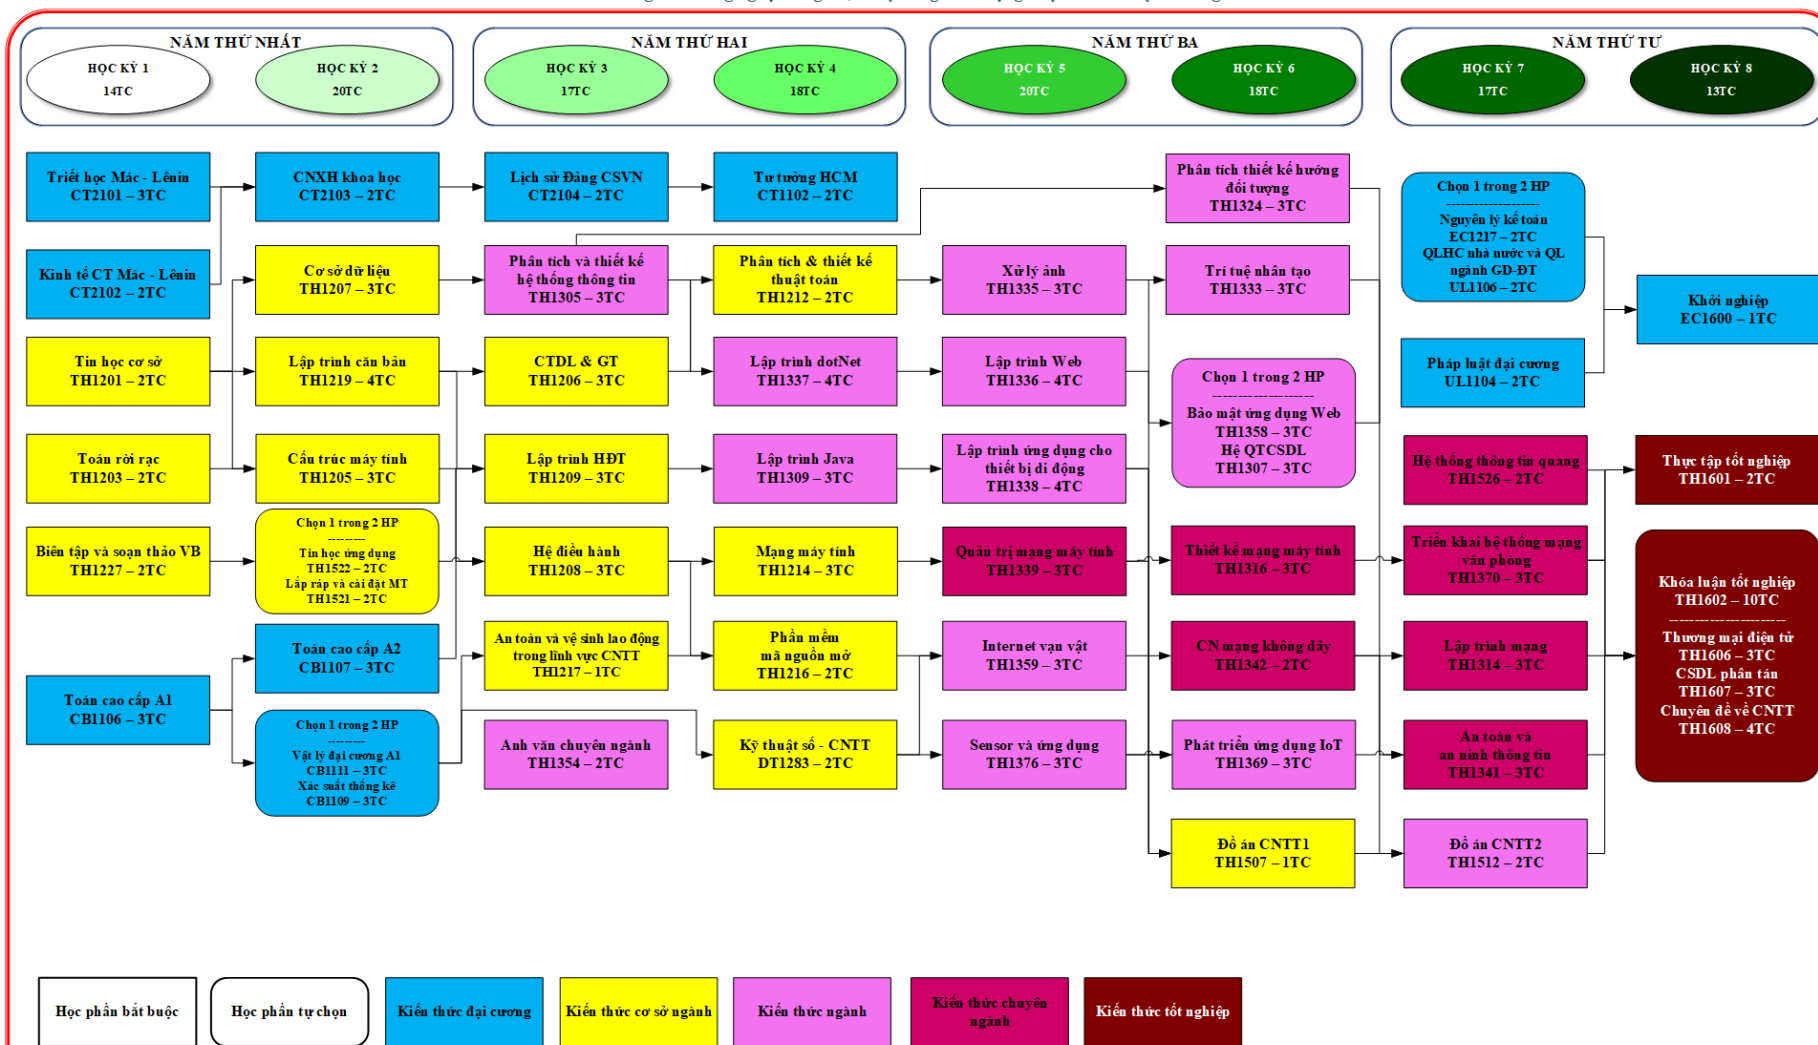 NĂM THỨ NHẤT
HỌC KỲ 1
14TC
HỌC KỲ 2
20TC
NĂM THỨ HAI
HỌC KỲ 3
17TC
HỌC KỲ 4
18TC
NĂM THỨ BA
HỌC KỲ 5
20TC
HỌC KỲ 6
18TC
NĂM THỨ TƯ
HỌC KỲ 7
17TC
HỌC KỲ 8
13TC
Triết học Mác - Lênin
CT2101 – 3TC
Kinh tế CT Mác - Lênin
CT2102 – 2TC
Tin học cơ sở
TH1201 – 2TC
Toán rời rạc
TH1203 – 2TC
Biên tập và soạn thảo VB
TH1227 – 2TC
Toán cao cấp A1
CB1106 – 3TC
CNXH khoa học
CT2103 – 2TC
Cơ sở dữ liệu
TH1207 – 3TC
Lập trình căn bản
TH1219 – 4TC
Cấu trúc máy tính
TH1205 – 3TC
Chọn 1 trong 2 HP
---------
Tin học ứng dụng
TH1522 – 2TC
Lắp ráp và cài đặt MT
TH1521 – 2TC
Toán cao cấp A2
CB1107 – 3TC
Chọn 1 trong 2 HP
---------
Vật lý đại cương A1
CB1111 – 3TC
Xác suất thống kê
CB1109 – 3TC
Lịch sử Đảng CSVN
CT2104 – 2TC
Phân tích và thiết kế
hệ thống thông tin
TH1305 – 3TC
CTDL & GT
TH1206 – 3TC
Lập trình HĐT
TH1209 – 3TC
Hệ điều hành
TH1208 – 3TC
An toàn và vệ sinh lao động
trong lĩnh vực CNTT
TH1217 – 1TC
Anh văn chuyên ngành
TH1354 – 2TC
Tư tưởng HCM
CT1102 – 2TC
Phân tích & thiết kế
thuật toán
TH1212 – 2TC
Lập trình dotNet
TH1337 – 4TC
Lập trình Java
TH1309 – 3TC
Mạng máy tính
TH1214 – 3TC
Phần mềm
mã nguồn mở
TH1216 – 2TC
Kỹ thuật số - CNTT
DT1283 – 2TC
Xử lý ảnh
TH1335 – 3TC
Lập trình Web
TH1336 – 4TC
Lập trình ứng dụng cho
thiết bị di động
TH1338 – 4TC
Quản trị mạng máy tính
TH1339 – 3TC
Internet vạn vật
TH1359 – 3TC
Sensor và ứng dụng
TH1376 – 3TC
Phân tích thiết kế hướng
đối tượng
TH1324 – 3TC
Trí tuệ nhân tạo
TH1333 – 3TC
Chọn 1 trong 2 HP
--------------------
Bảo mật ứng dụng Web
TH1358 – 3TC
Hệ QTCSDL
TH1307 – 3TC
Thiết kế mạng máy tính
TH1316 – 3TC
CN mạng không dây
TH1342 – 2TC
Phát triển ứng dụng IoT
TH1369 – 3TC
Đồ án CNTT1
TH1507 – 1TC
Chọn 1 trong 2 HP
--------------------
Nguyên lý kế toán
EC1217 – 2TC
QLHC nhà nước và QL
ngành GD-ĐT
UL1106 – 2TC
Pháp luật đại cương
UL1104 – 2TC
Hệ thống thông tin quang
TH1526 – 2TC
Triển khai hệ thống mạng
văn phòng
TH1370 – 3TC
Lập trình mạng
TH1314 – 3TC
An toàn và
an ninh thông tin
TH1341 – 3TC
Đồ án CNTT2
TH1512 – 2TC
Khởi nghiệp
EC1600 – 1TC
Thực tập tốt nghiệp
TH1601 – 2TC
Khóa luận tốt nghiệp
TH1602 – 10TC
-----------------------
Thương mại điện tử
TH1606 – 3TC
CSDL phân tán
TH1607 – 3TC
Chuyên đề về CNTT
TH1608 – 4TC
Học phần bắt buộc
Học phần tự chọn
Kiến thức đại cương
Kiến thức cơ sở ngành
Kiến thức ngành
Kiến thức chuyên
ngành
Kiến thức tốt nghiệp